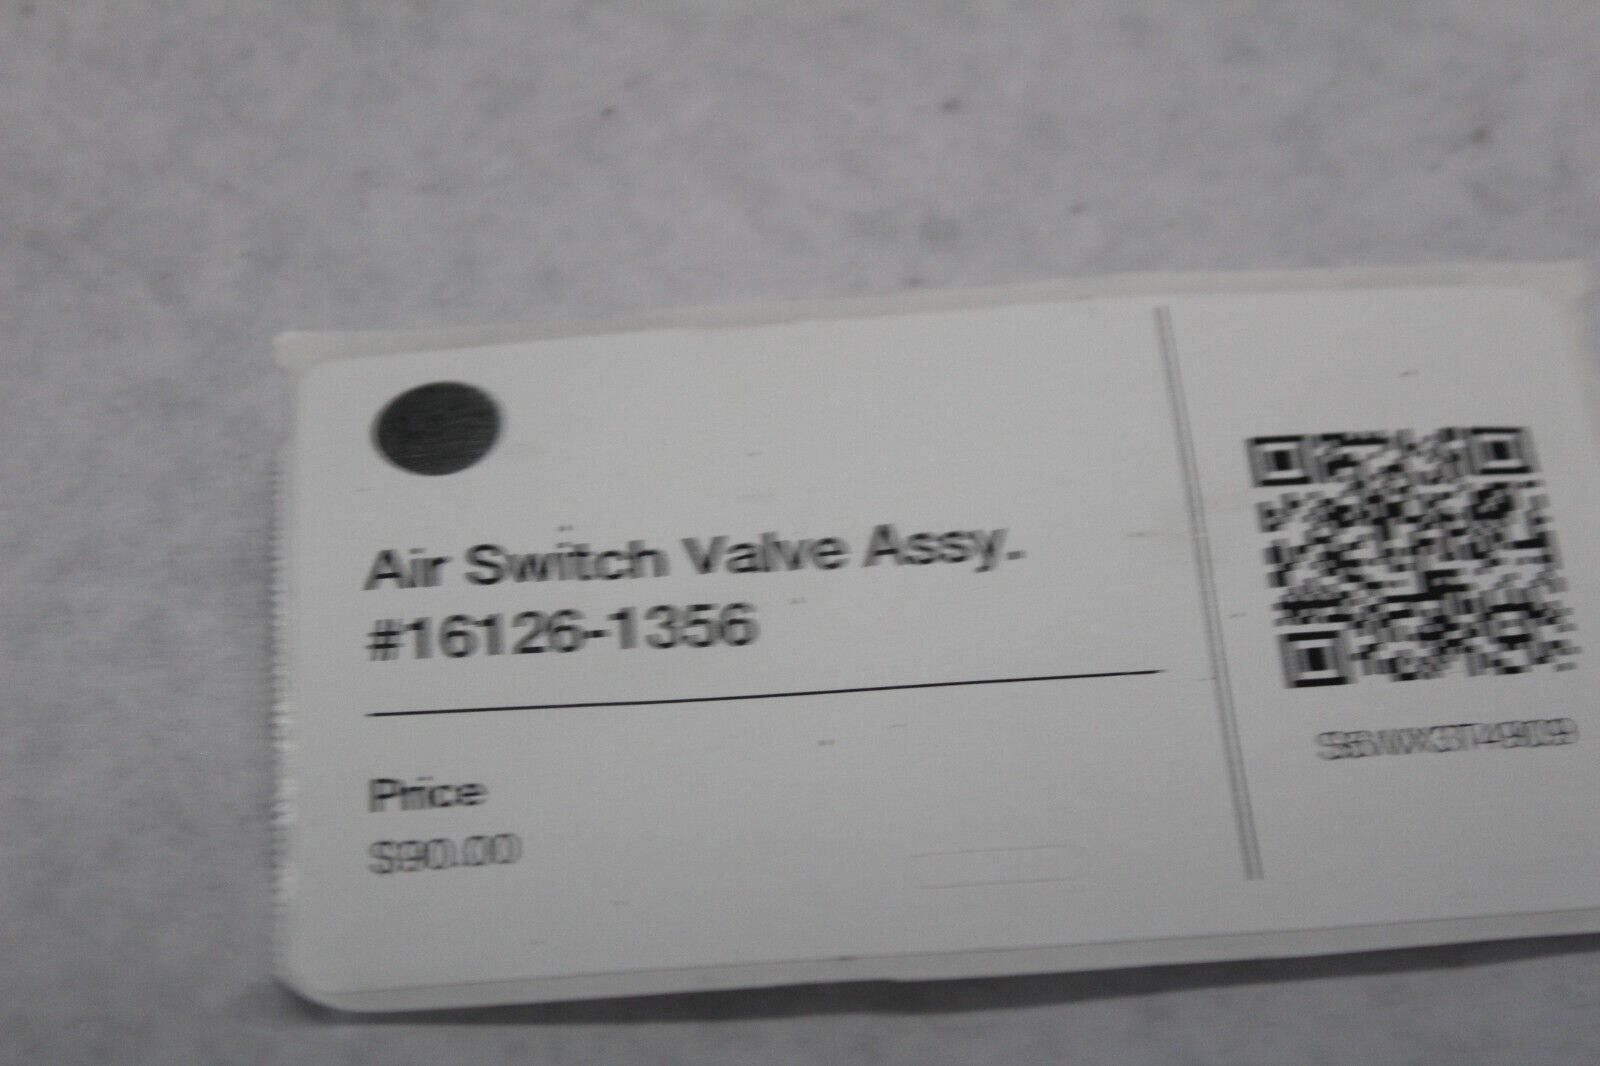 Air Switch Valve Assy.
#16126-1356
Price
$90.00